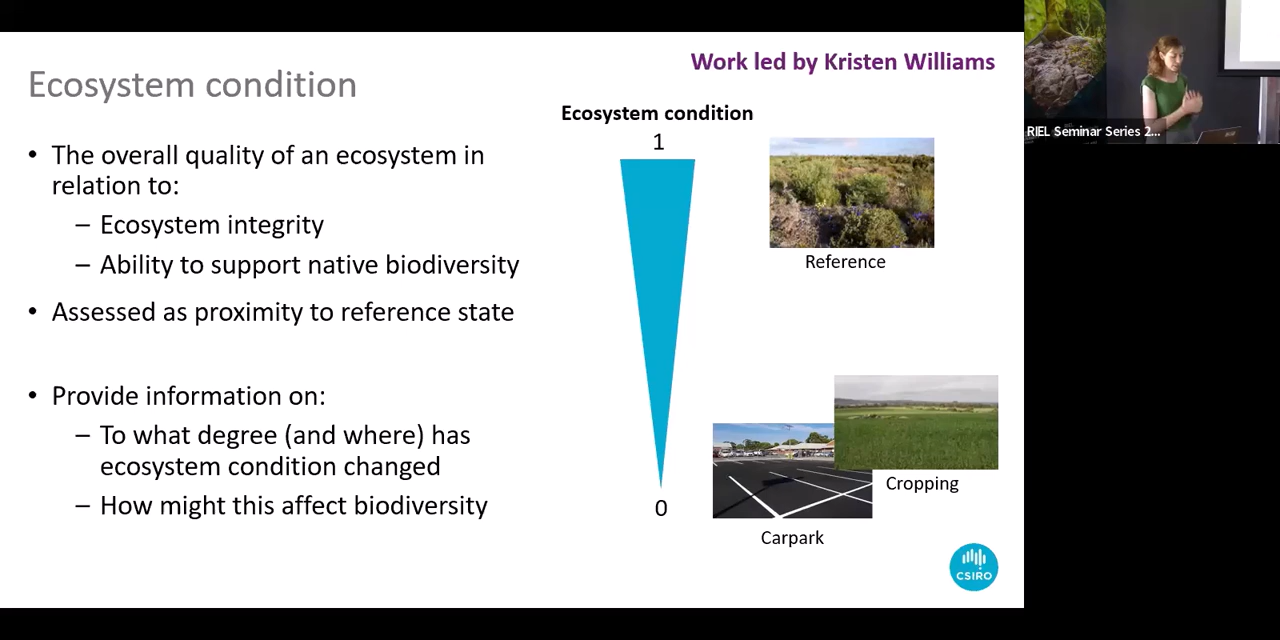 Ecosystem condition
Work led by Kristen Williams
• The overall quality of an ecosystem in
relation to:
– Ecosystem integrity
– Ability to support native biodiversity
• Assessed as proximity to reference state
• Provide information on:
– To what degree (and where) has
ecosystem condition changed
– How might this affect biodiversity
Ecosystem condition
1
0
Reference
Cropping
Carpark
CSIRO
RIEL Seminar Series 2...